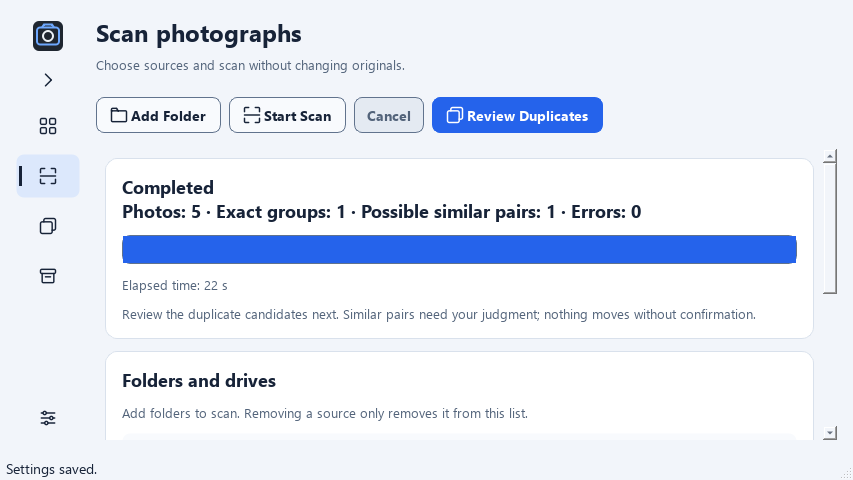 Scan photographs
Choose sources and scan without changing originals.
Add Folder
Start Scan
Cancel
Review Duplicates
Completed
Photos: 5 · Exact groups: 1 · Possible similar pairs: 1 · Errors: 0
Elapsed time: 22 s
Review the duplicate candidates next. Similar pairs need your judgment; nothing moves without confirmation.
Folders and drives
Add folders to scan. Removing a source only removes it from this list.
Settings saved.